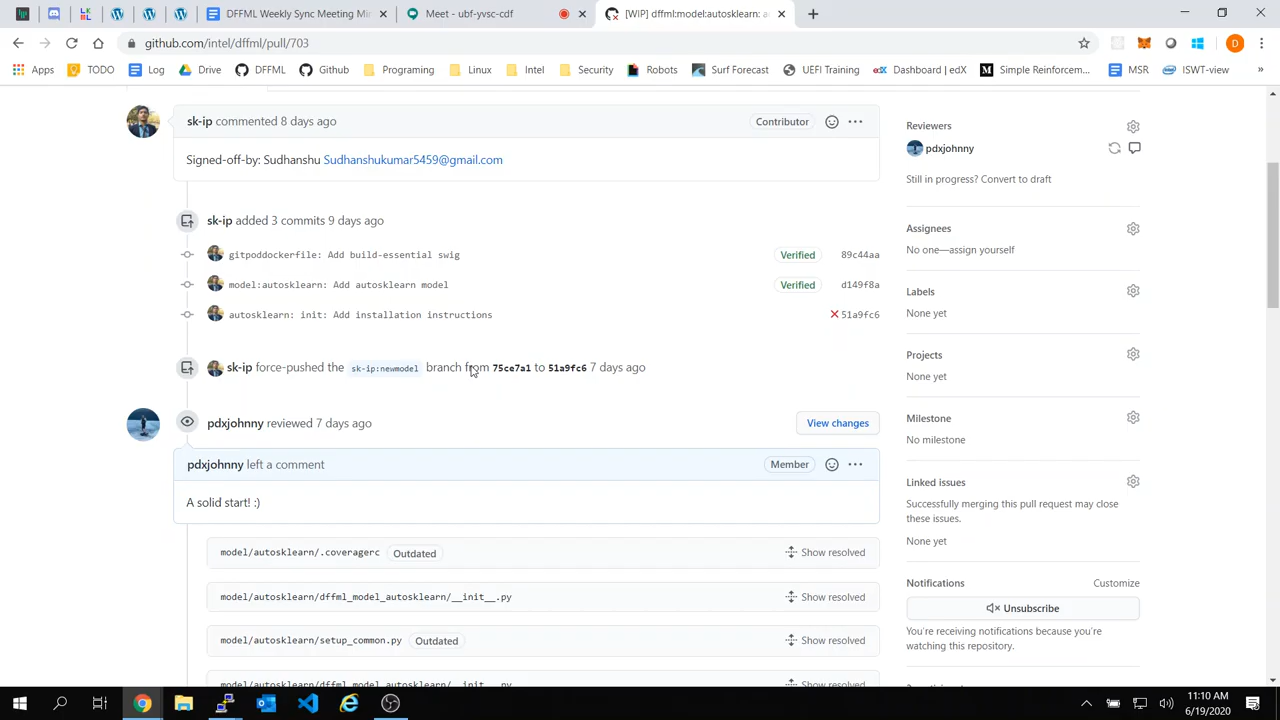 DFFML Weekly Sync Meeting Min
Meet - ubf-yvsc-cdf
[WIP] dffml:model:autosklearn: a
github.com/intel/dffml/pull/703
D
Apps
TODO
Log
Drive
DFFML
Github
Programing
Linux
Intel
Security
Robots
Surf Forecast
UEFI Training
edX
Dashboard | edX
Simple Reinforcem...
MSR
ISWT-view
»
sk-ip commented 8 days ago
Contributor
Signed-off-by: Sudhanshu Sudhanshukumar5459@gmail.com
sk-ip added 3 commits 9 days ago
gitpoddockerfile: Add build-essential swig
Verified
89c44aa
model:autosklearn: Add autosklearn model
Verified
d149f8a
autosklearn: init: Add installation instructions
51a9fc6
sk-ip force-pushed the sk-ip:newmodel branch from 75ce7a1 to 51a9fc6 7 days ago
pdxjohnny reviewed 7 days ago
View changes
pdxjohnny left a comment
Member
A solid start! :)
model/autosklearn/.coveragerc
Outdated
Show resolved
model/autosklearn/dffml_model_autosklearn/__init__.py
Show resolved
model/autosklearn/setup_common.py
Outdated
Show resolved
model/autosklearn/dffml_model_autosklearn/__init__.py
Show resolved
Reviewers
pdxjohnny
Still in progress? Convert to draft
Assignees
No one—assign yourself
Labels
None yet
Projects
None yet
Milestone
No milestone
Linked issues
Successfully merging this pull request may close
these issues.
None yet
Notifications
Customize
Unsubscribe
You're receiving notifications because you're
watching this repository.
11:10 AM
6/19/2020